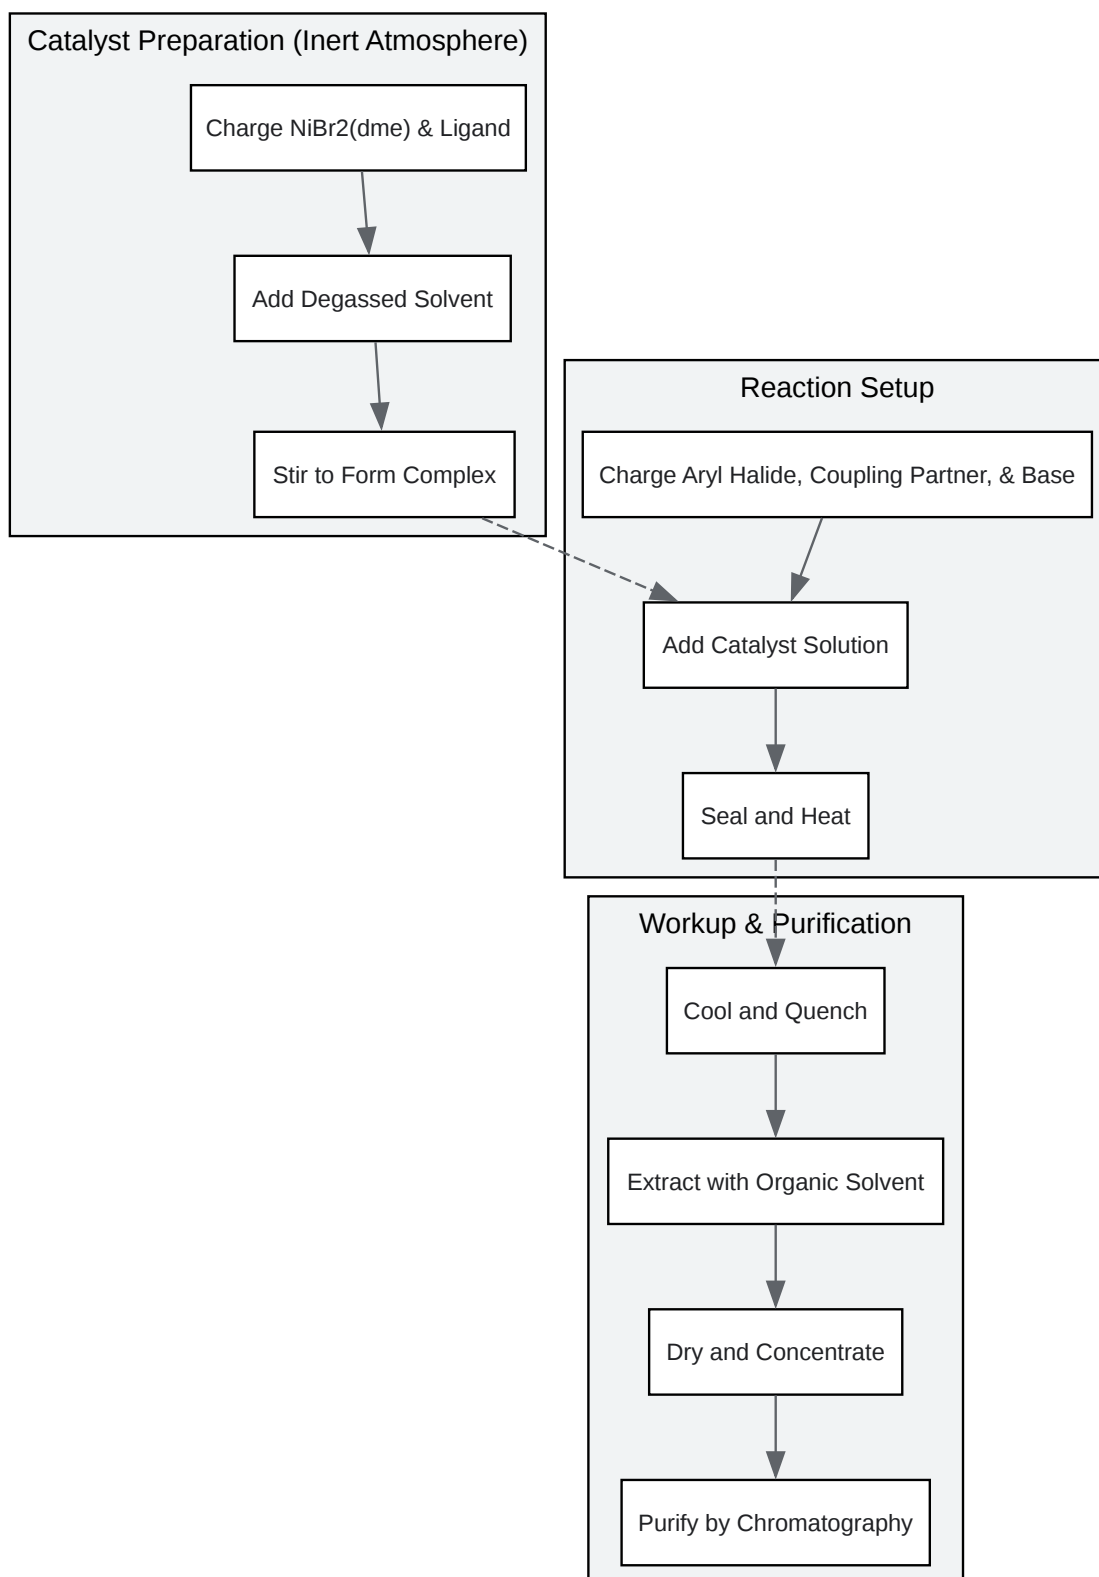 Catalyst Preparation (Inert Atmosphere)
Charge NiBr2(dme) & Ligand
Add Degassed Solvent
Stir to Form Complex
Reaction Setup
Charge Aryl Halide, Coupling Partner, & Base
Add Catalyst Solution
Seal and Heat
Workup & Purification
Cool and Quench
Extract with Organic Solvent
Dry and Concentrate
Purify by Chromatography